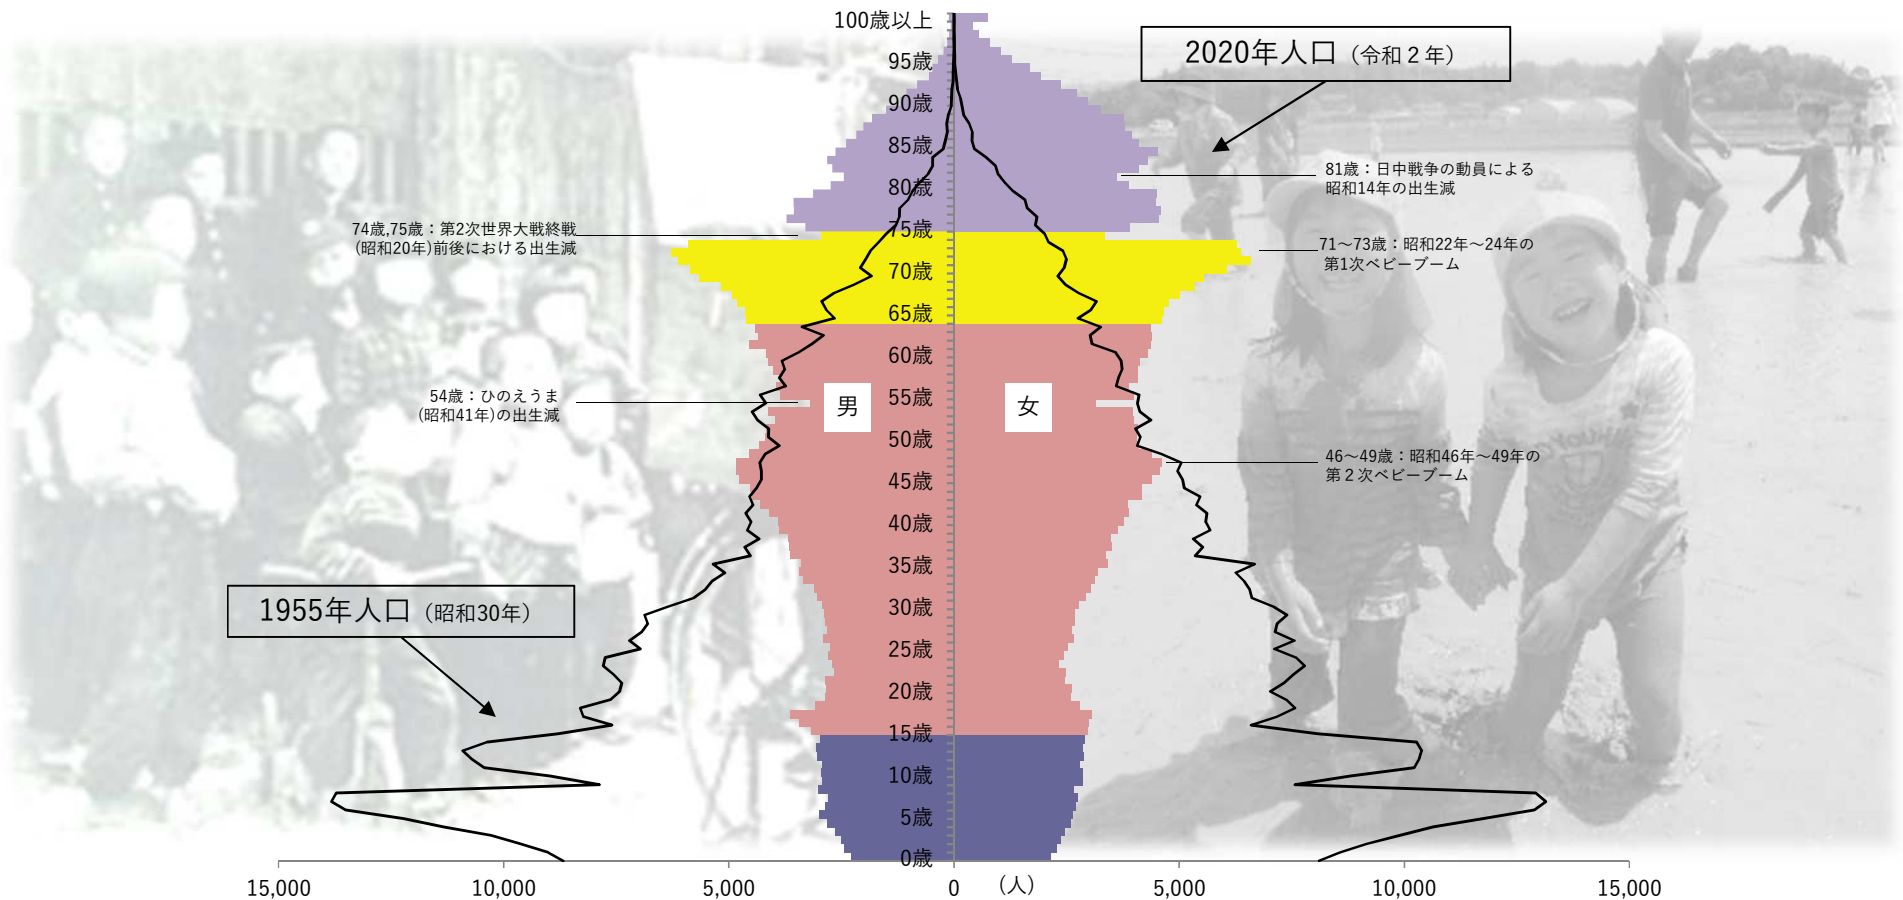 100歳以上
95歳
90歳
85歳
80歳
75歳
70歳
65歳
60歳
55歳
50歳
45歳
40歳
35歳
30歳
25歳
20歳
15歳
10歳
5歳
0歳
2020年人口（令和２年）
81歳：日中戦争の動員による
昭和14年の出生減
74歳,75歳：第2次世界大戦終戦
(昭和20年)前後における出生減
71～73歳：昭和22年～24年の
第1次ベビーブーム
54歳：ひのえうま
(昭和41年)の出生減
男
女
46～49歳：昭和46年～49年の
第２次ベビーブーム
1955年人口（昭和30年）
15,000
10,000
5,000
0
（人）
5,000
10,000
15,000